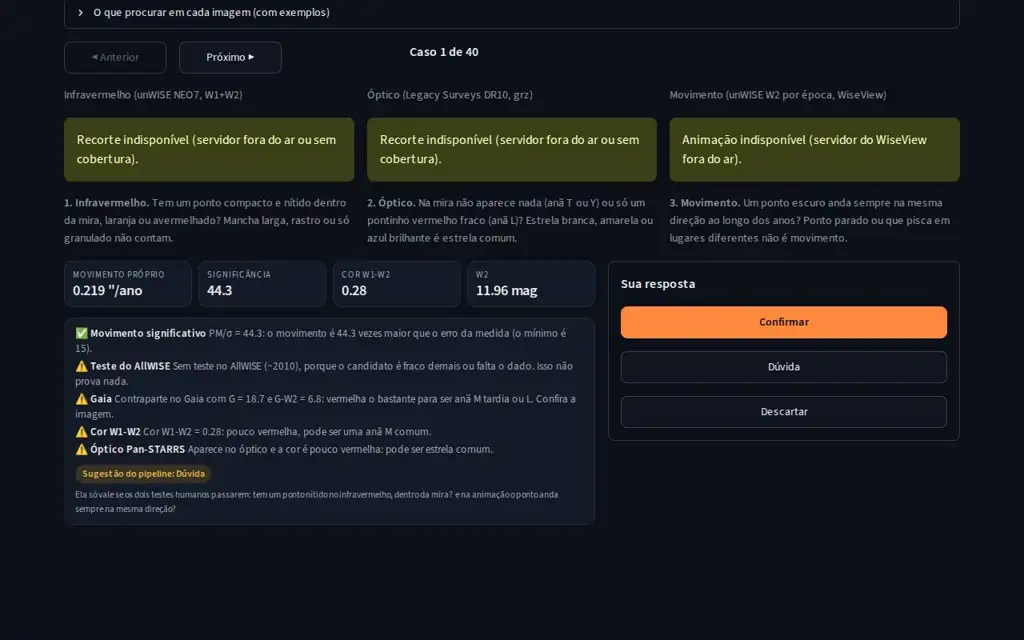 O que procurar em cada imagem (com exemplos)
◂ Anterior
Próximo ▸
Caso 1 de 40
Infravermelho (unWISE NEO7, W1+W2)
Óptico (Legacy Surveys DR10, grz)
Movimento (unWISE W2 por época, WiseView)
Recorte indisponível (servidor fora do ar ou sem
cobertura).
Recorte indisponível (servidor fora do ar ou sem
cobertura).
Animação indisponível (servidor do WiseView
fora do ar).
1. Infravermelho. Tem um ponto compacto e nítido dentro
da mira, laranja ou avermelhado? Mancha larga, rastro ou só
granulado não contam.
2. Óptico. Na mira não aparece nada (anã T ou Y) ou só um
pontinho vermelho fraco (anã L)? Estrela branca, amarela ou
azul brilhante é estrela comum.
3. Movimento. Um ponto escuro anda sempre na mesma
direção ao longo dos anos? Ponto parado ou que pisca em
lugares diferentes não é movimento.
MOVIMENTO PRÓPRIO
0.219 "/ano
SIGNIFICÂNCIA
44.3
COR W1-W2
0.28
W2
11.96 mag
✅ Movimento significativo PM/σ = 44.3: o movimento é 44.3 vezes maior que o erro da medida (o mínimo é
15).
⚠️ Teste do AllWISE Sem teste no AllWISE (~2010), porque o candidato é fraco demais ou falta o dado. Isso não
prova nada.
⚠️ Gaia Contraparte no Gaia com G = 18.7 e G-W2 = 6.8: vermelha o bastante para ser anã M tardia ou L. Confira a
imagem.
⚠️ Cor W1-W2 Cor W1-W2 = 0.28: pouco vermelha, pode ser uma anã M comum.
⚠️ Óptico Pan-STARRS Aparece no óptico e a cor é pouco vermelha: pode ser estrela comum.
Sugestão do pipeline: Dúvida
Ela só vale se os dois testes humanos passarem: tem um ponto nítido no infravermelho, dentro da mira? e na animação o ponto anda
sempre na mesma direção?
Sua resposta
Confirmar
Dúvida
Descartar